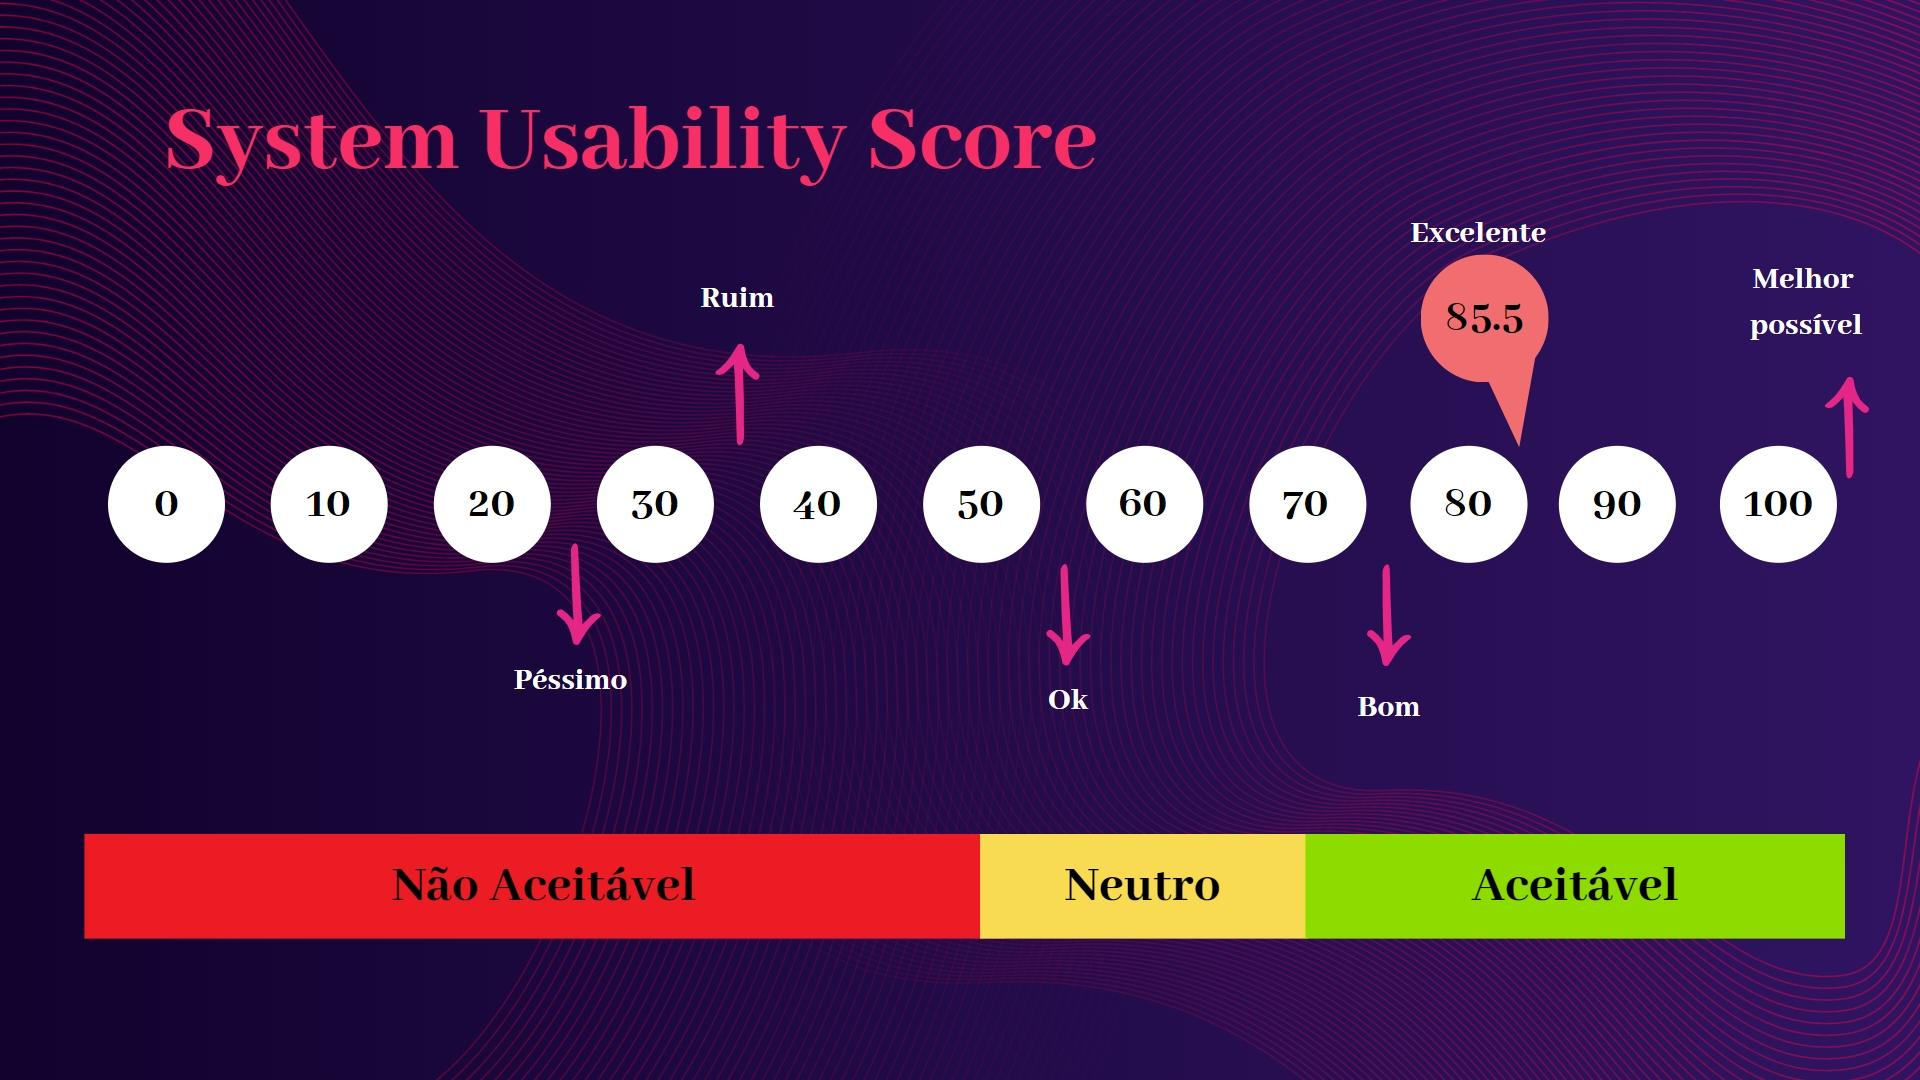 System Usability Score
Excelente
Melhor
possível
Ruim
85.5
0 10 20 30 40 50 60 70 80 90 100
Péssimo
Ok
Bom
Não Aceitável Neutro Aceitável